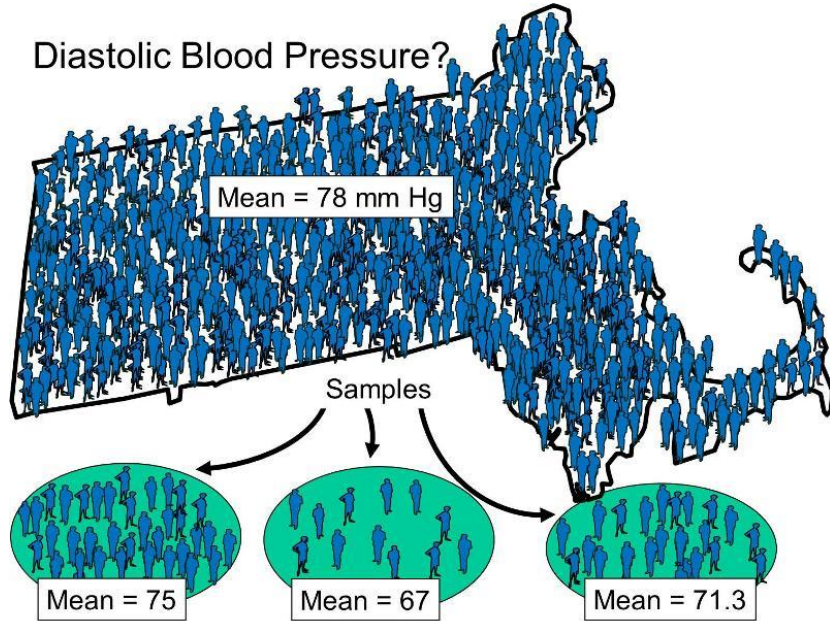 Diastolic Blood Pressure?
Mean = 78 mm Hg
Samples
Mean = 75
Mean = 67
Mean = 71.3